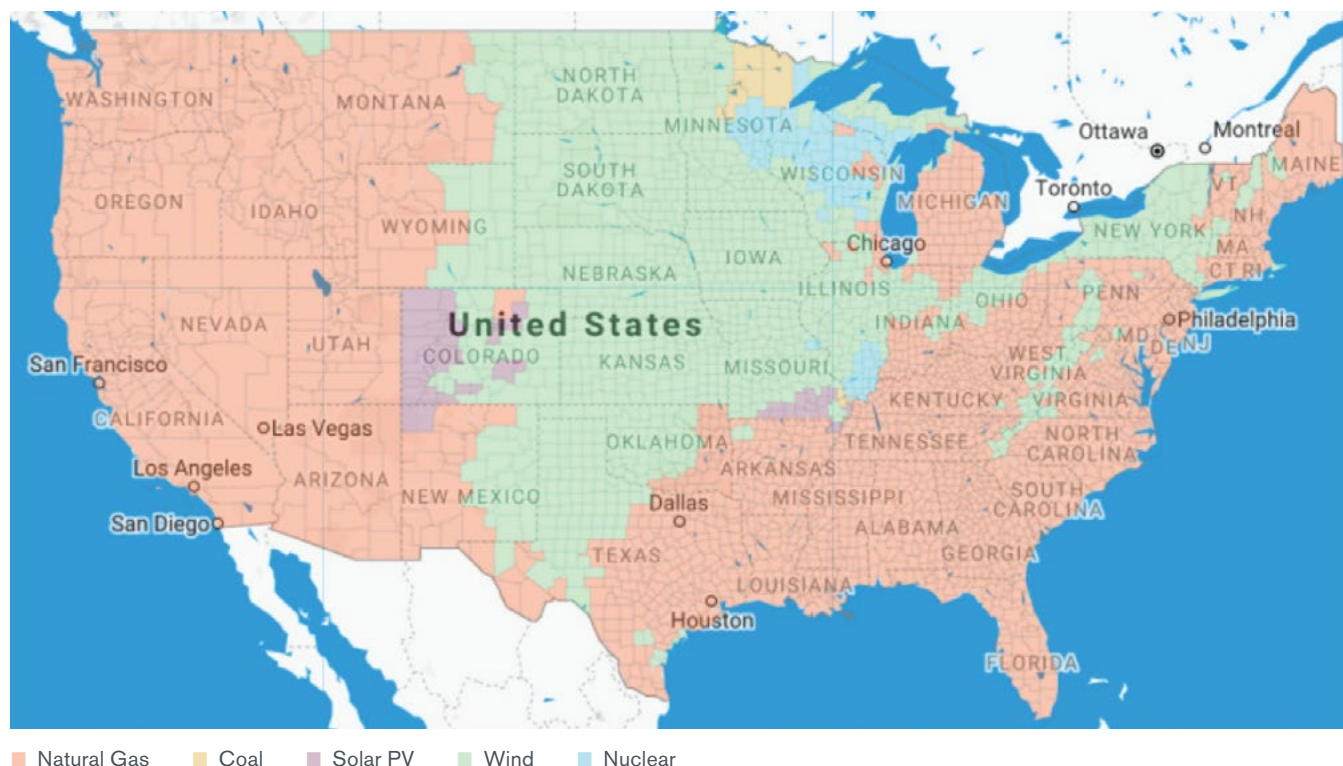 NORTH
DAKOTA
WASHINGTON
MONTANA
MINNESOTA
Ottawa
Montreal
MAINE
SOUTH
DAKOTA
WISCONSIN
VT
Toronto
OREGON
IDAHO
MICHIGAN
NH
WYOMING
NEW YORK
Chicago
MA
IOWA
CT RI
NEBRASKA
ILLINOIS
OHIO
PENN
United States
NEVADA
INDIANA
Philadelphia
UTAH
MD
DE
NJ
San Francisco
COLORADO
KANSAS
MISSOURI
WEST
VIRGINIA
KENTUCKY
VIRGINIA
CALIFORNIA
Las Vegas
OKLAHOMA
TENNESSEE
NORTH
CAROLINA
Los Angeles
ARIZONA
ARKANSAS
NEW MEXICO
MISSISSIPPI
SOUTH
CAROLINA
Dallas
San Diego
ALABAMA
TEXAS
GEORGIA
LOUISIANA
Houston
FLORIDA
Natural Gas Coal Solar PV Wind Nuclear